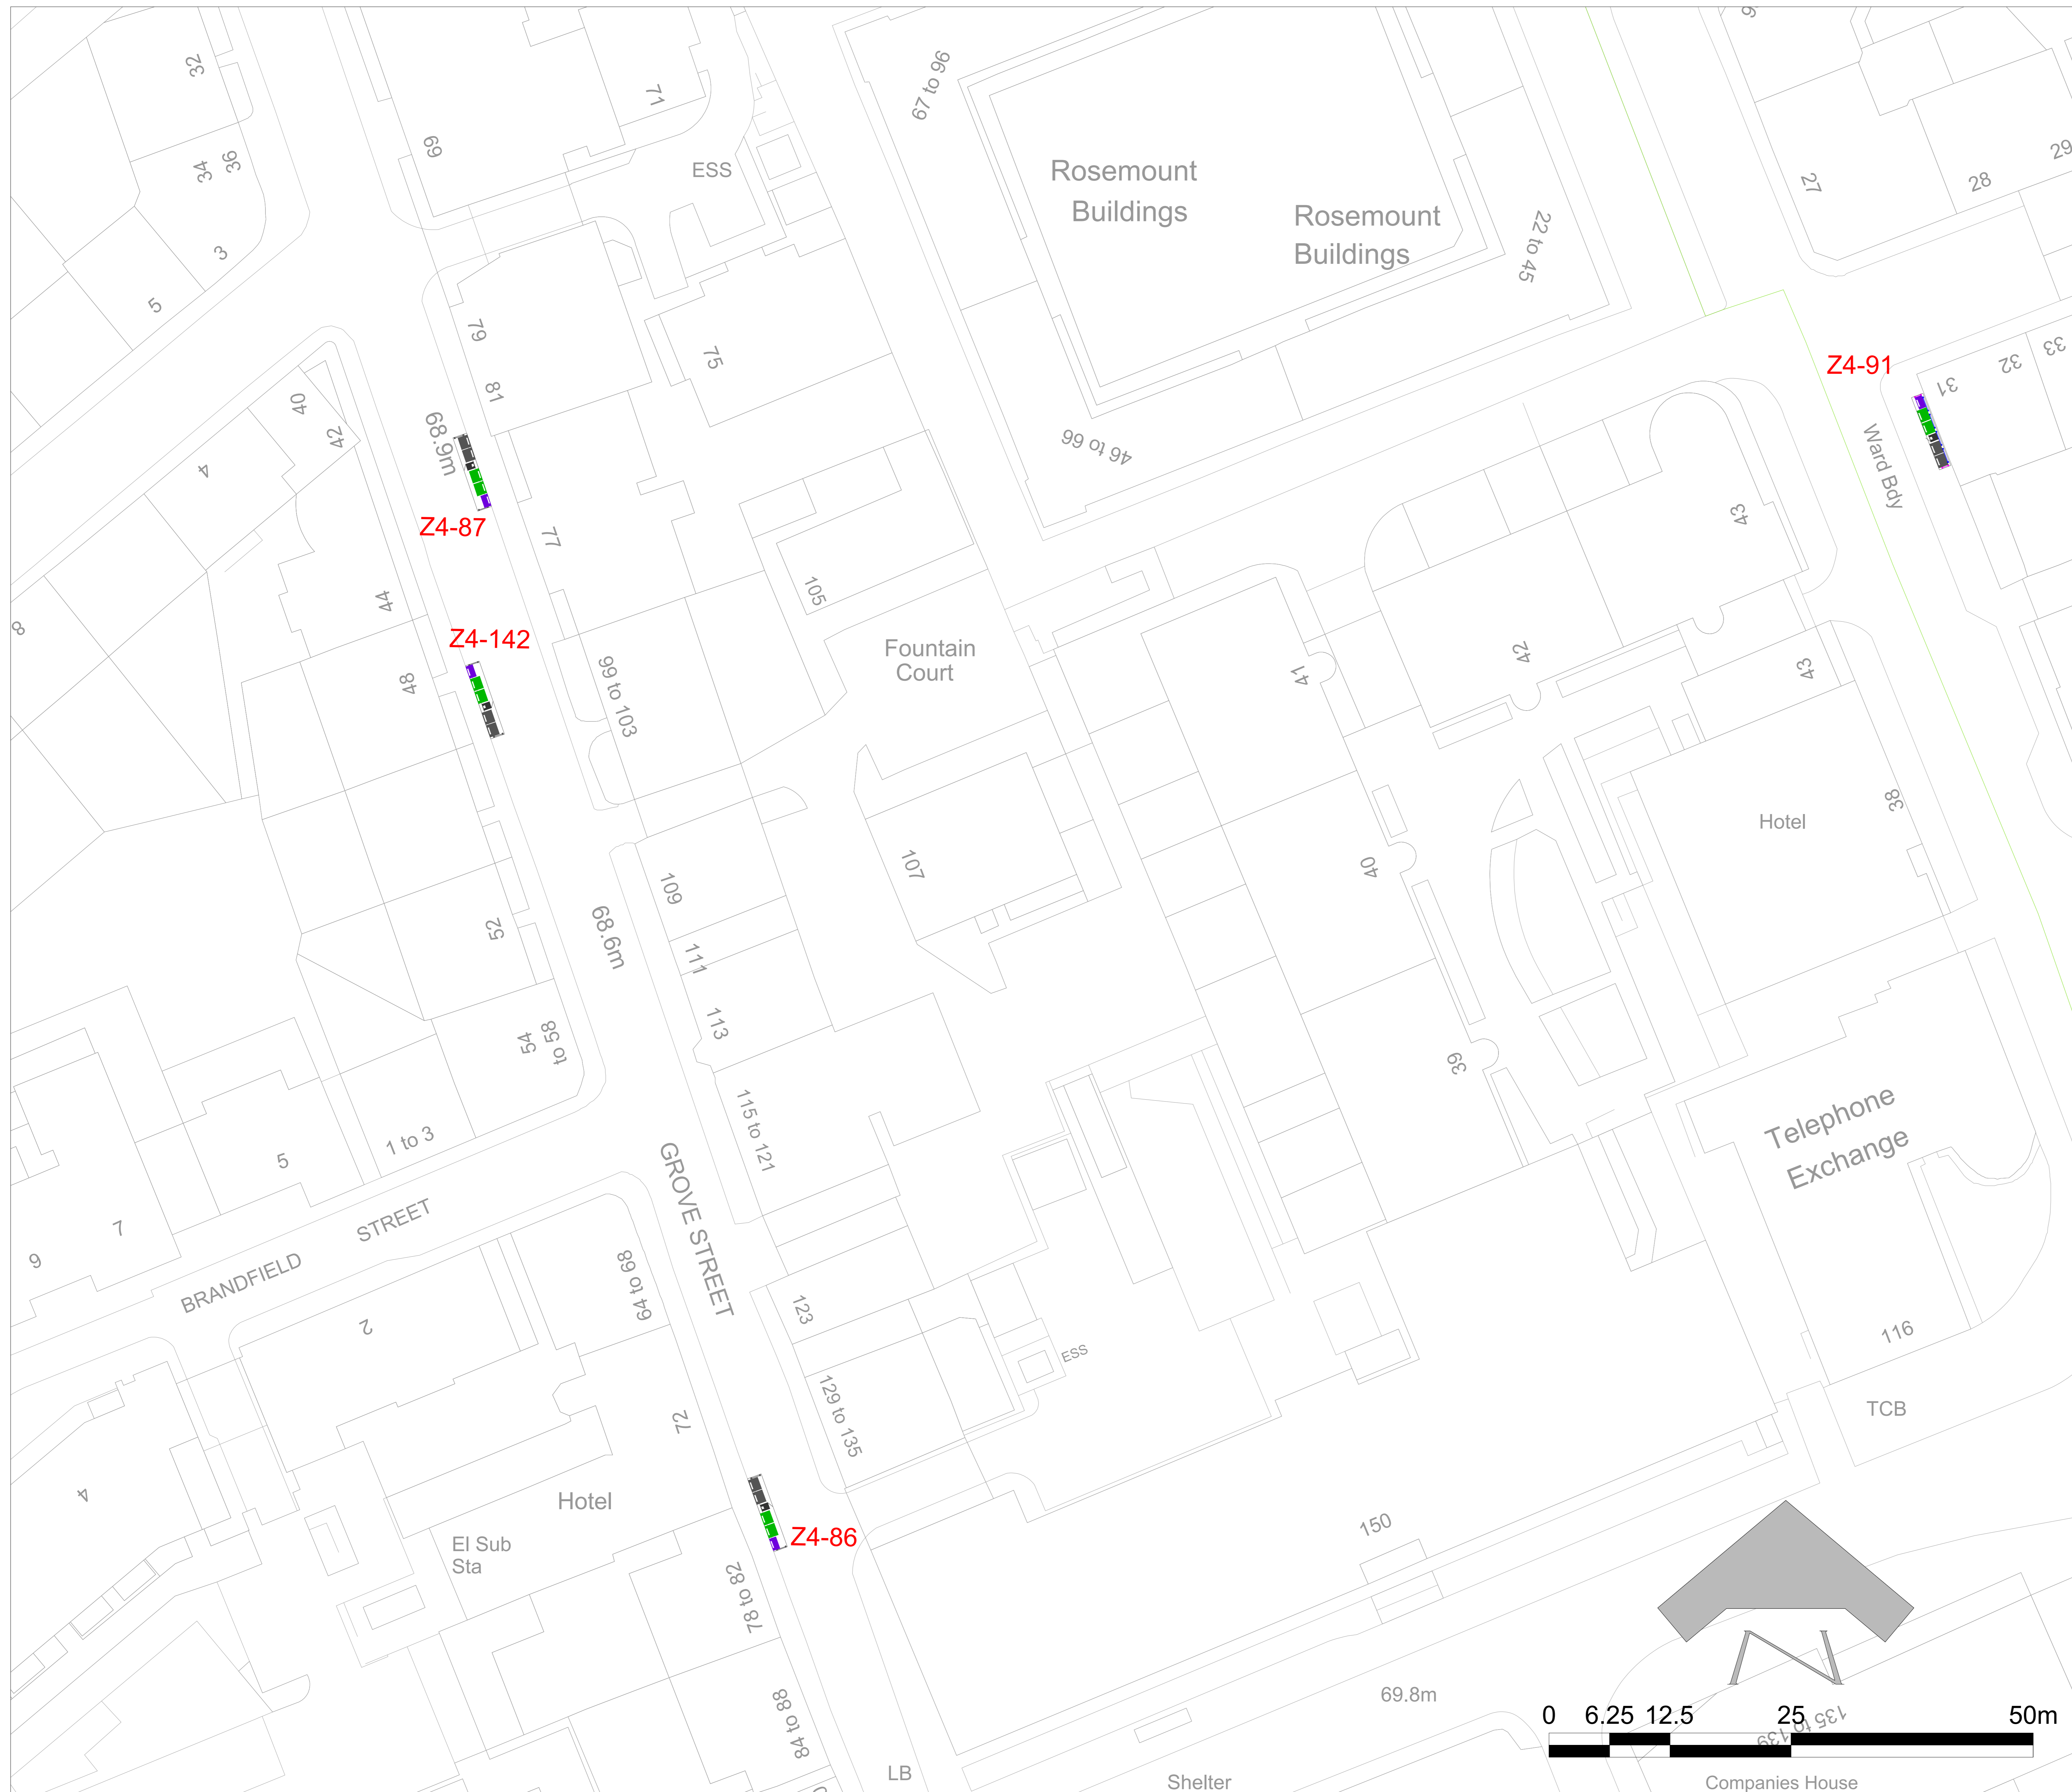 32
69
71
ESS
34
36
3
5
67 to 96
Rosemount
Buildings
Rosemount
Buildings
22 to 45
27
28
29
79
81
75
40
42
4
68.9m
Z4-87
46 to 66
Z4-91
31
32
33
Ward Bdy
43
77
105
44
8
Z4-142
48
99 to 103
Fountain
Court
41
42
43
38
Hotel
107
40
109
68.6m
52
111
113
54
to 58
39
115 to 121
1 to 3
5
7
9
BRANDFIELD STREET
GROVE STREET
Telephone
Exchange
116
2
64 to 68
123
ESS
72
129 to 135
TCB
4
Hotel
El Sub
Sta
Z4-86
150
78 to 82
84 to 88
69.8m
LB
Shelter
0 6.25 12.5 25 50m
135 to 139
Companies House